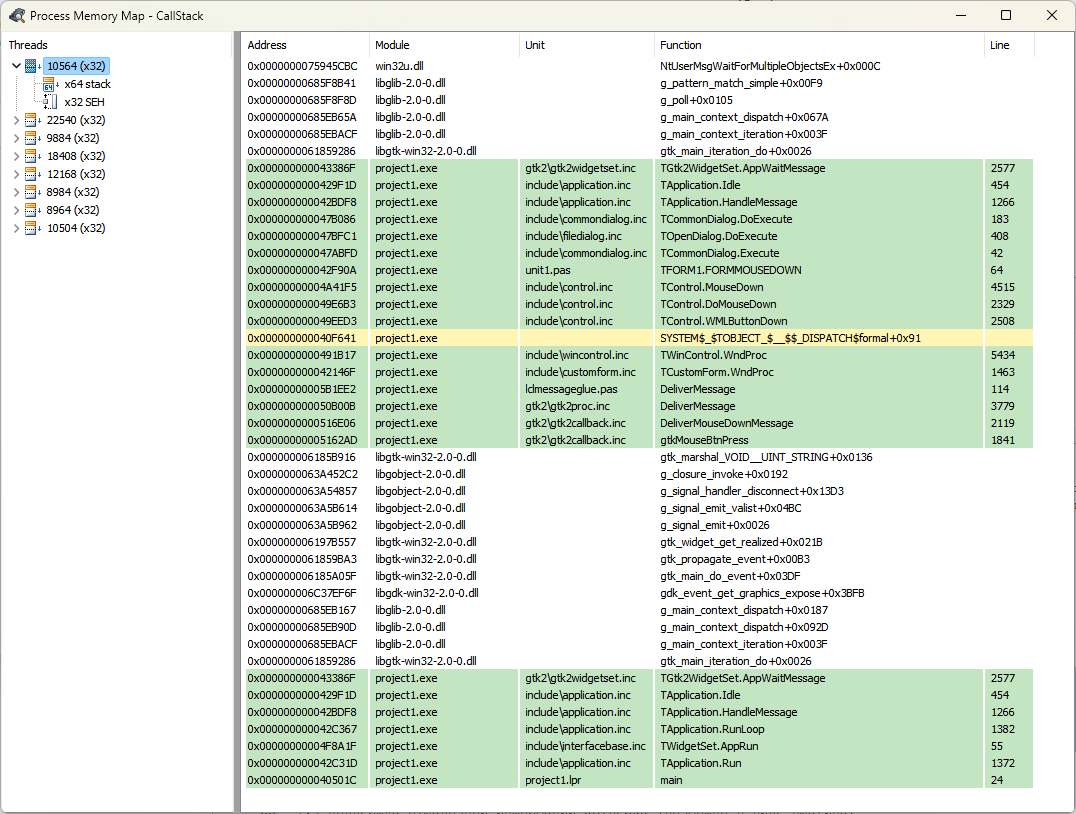 Process Memory Map - CallStack
Threads
10564 (x32)
x64 stack
x32 SEH
22540 (x32)
9884 (x32)
18408 (x32)
12168 (x32)
8984 (x32)
8964 (x32)
10504 (x32)
Address Module Unit Function Line
0x0000000075945CBC win32u.dll NtUserMsgWaitForMultipleObjectsEx+0x000C
0x00000000685F8B41 libglib-2.0-0.dll g_pattern_match_simple+0x00F9
0x00000000685F8F8D libglib-2.0-0.dll g_poll+0x0105
0x00000000685EB65A libglib-2.0-0.dll g_main_context_dispatch+0x067A
0x00000000685EBACF libglib-2.0-0.dll g_main_context_iteration+0x003F
0x0000000061859286 libgtk-win32-2.0-0.dll gtk_main_iteration_do+0x0026
0x000000000043386F project1.exe gtk2\gtk2widgetset.inc TGtk2WidgetSet.AppWaitMessage 2577
0x0000000000429F1D project1.exe include\application.inc TApplication.Idle 454
0x000000000042BDF8 project1.exe include\application.inc TApplication.HandleMessage 1266
0x000000000047B086 project1.exe include\commondialog.inc TCommonDialog.DoExecute 183
0x000000000047BFC1 project1.exe include\filedialog.inc TOpenDialog.DoExecute 408
0x000000000047ABFD project1.exe include\commondialog.inc TCommonDialog.Execute 42
0x000000000042F90A project1.exe unit1.pas TFORM1.FORMMOUSEDOWN 64
0x00000000004A41F5 project1.exe include\control.inc TControl.MouseDown 4515
0x000000000049E6B3 project1.exe include\control.inc TControl.DoMouseDown 2329
0x000000000049EED3 project1.exe include\control.inc TControl.WMLButtonDown 2508
0x000000000040F641 project1.exe SYSTEM$_$TOBJECT_$__$$_DISPATCH$formal+0x91
0x0000000000491B17 project1.exe include\wincontrol.inc TWinControl.WndProc 5434
0x000000000042146F project1.exe include\customform.inc TCustomForm.WndProc 1463
0x00000000005B1EE2 project1.exe lclmessageglue.pas DeliverMessage 114
0x000000000050B00B project1.exe gtk2\gtk2proc.inc DeliverMessage 3779
0x0000000000516E06 project1.exe gtk2\gtk2callback.inc DeliverMouseDownMessage 2119
0x00000000005162AD project1.exe gtk2\gtk2callback.inc gtkMouseBtnPress 1841
0x000000006185B916 libgtk-win32-2.0-0.dll gtk_marshal_VOID__UINT_STRING+0x0136
0x0000000063A452C2 libgobject-2.0-0.dll g_closure_invoke+0x0192
0x0000000063A54857 libgobject-2.0-0.dll g_signal_handler_disconnect+0x13D3
0x0000000063A5B614 libgobject-2.0-0.dll g_signal_emit_valist+0x04BC
0x0000000063A5B962 libgobject-2.0-0.dll g_signal_emit+0x0026
0x000000006197B557 libgtk-win32-2.0-0.dll gtk_widget_get_realized+0x021B
0x0000000061859BA3 libgtk-win32-2.0-0.dll gtk_propagate_event+0x00B3
0x000000006185A05F libgtk-win32-2.0-0.dll gtk_main_do_event+0x03DF
0x000000006C37EF6F libgdk-win32-2.0-0.dll gdk_event_get_graphics_expose+0x3BFB
0x00000000685EB167 libglib-2.0-0.dll g_main_context_dispatch+0x0187
0x00000000685EB90D libglib-2.0-0.dll g_main_context_dispatch+0x092D
0x00000000685EBACF libglib-2.0-0.dll g_main_context_iteration+0x003F
0x0000000061859286 libgtk-win32-2.0-0.dll gtk_main_iteration_do+0x0026
0x000000000043386F project1.exe gtk2\gtk2widgetset.inc TGtk2WidgetSet.AppWaitMessage 2577
0x0000000000429F1D project1.exe include\application.inc TApplication.Idle 454
0x000000000042BDF8 project1.exe include\application.inc TApplication.HandleMessage 1266
0x000000000042C367 project1.exe include\application.inc TApplication.RunLoop 1382
0x00000000004F8A1F project1.exe include\interfacebase.inc TWidgetSet.AppRun 55
0x000000000042C31D project1.exe include\application.inc TApplication.Run 1372
0x000000000040501C project1.exe project1.lpr main 24